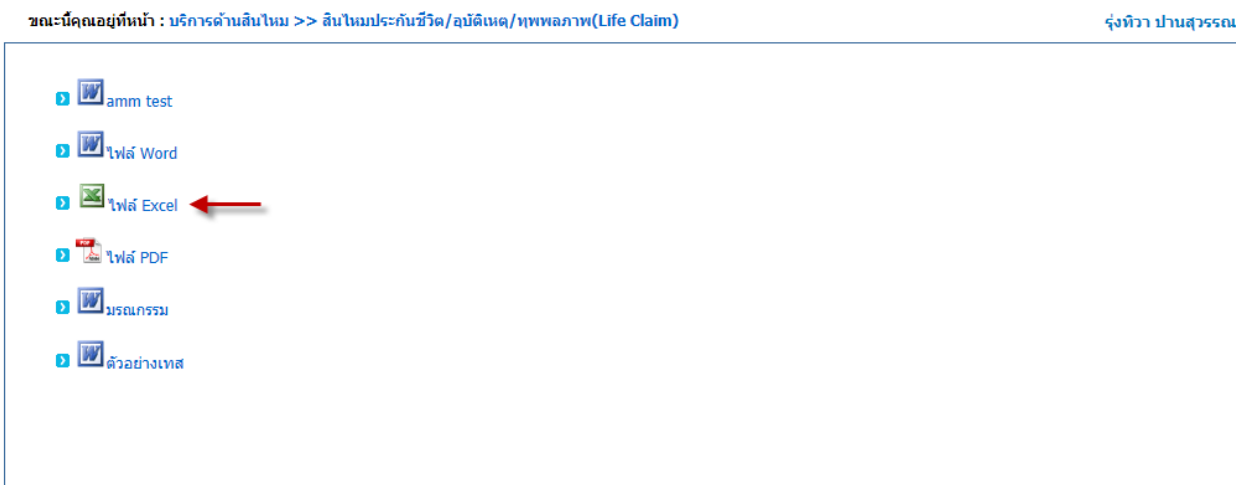 ขณะนี้คุณอยู่ที่หน้า : บริการด้านสินไหม >> สินไหมประกันชีวิต/อุบัติเหตุ/ทุพพลภาพ(Life Claim) รุ่งทิวา ปานสุวรรณ
amm test
ไฟล์ Word
ไฟล์ Excel
ไฟล์ PDF
มรณกรรม
ตัวอย่างเทส